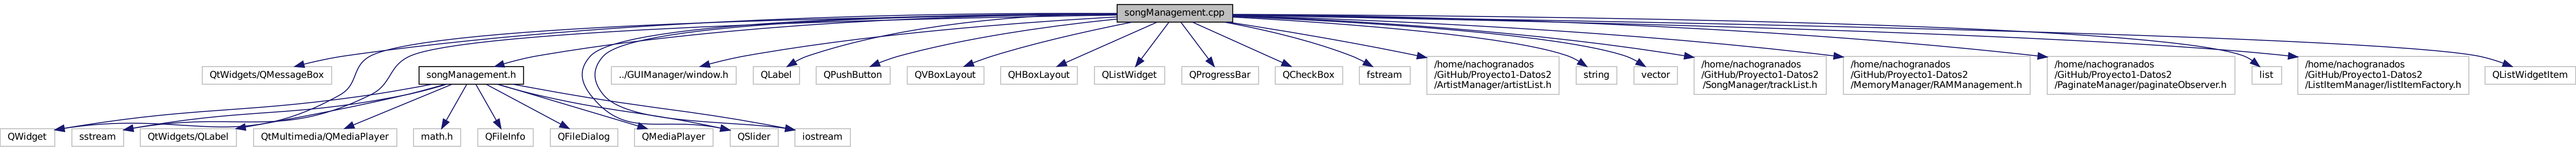 songManagement.cpp
QtWidgets/QMessageBox
songManagement.h
../GUIManager/window.h
QLabel
QPushButton
QVBoxLayout
QHBoxLayout
QListWidget
QProgressBar
QCheckBox
fstream
/home/nachogranados
/GitHub/Proyecto1-Datos2
/ArtistManager/artistList.h
string
vector
/home/nachogranados
/GitHub/Proyecto1-Datos2
/SongManager/trackList.h
/home/nachogranados
/GitHub/Proyecto1-Datos2
/MemoryManager/RAMManagement.h
/home/nachogranados
/GitHub/Proyecto1-Datos2
/PaginateManager/paginateObserver.h
list
/home/nachogranados
/GitHub/Proyecto1-Datos2
/ListItemManager/listItemFactory.h
QListWidgetItem
QWidget
sstream
QtWidgets/QLabel
QtMultimedia/QMediaPlayer
math.h
QFileInfo
QFileDialog
QMediaPlayer
QSlider
iostream